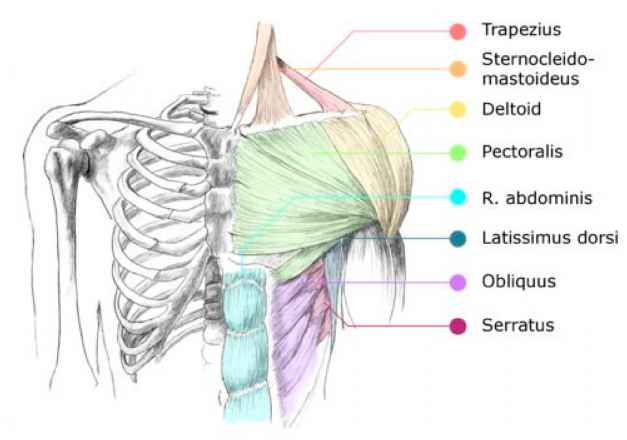 Trapezius
Sternocleido-
mastoideus
Deltoid
Pectoralis
R. abdominis
Latissimus dorsi
Obliquus
Serratus